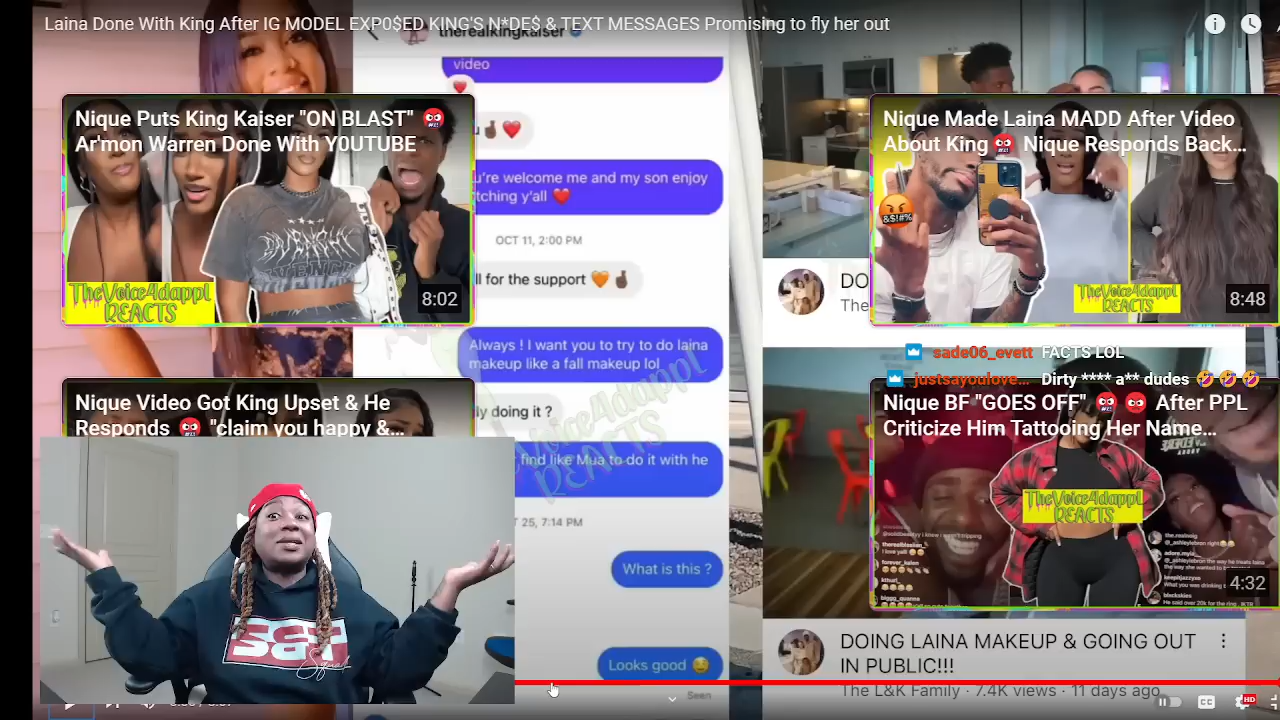 Laina Done With King After IG MODEL EXP0$ED KING'S N*DE$ & TEXT MESSAGES Promising to fly her out
therealkingkaiser
video
Nique Puts King Kaiser "ON BLAST" 🤬
Ar'mon Warren Done With Y0UTUBE
TheVoice4dappl
REACTS
8:02
u're welcome me and my son enjoy
tching y'all ❤️
OCT 11, 2:00 PM
ll for the support 🧡
Always ! I want you to try to do laina
makeup like a fall makeup lol
ly doing it ?
find like Mua to do it with he
T 25, 7:14 PM
What is this ?
Looks good
Seen
Voice4dappl
REACTS
Nique Made Laina MADD After Video
About King 🤬 Nique Responds Back...
&$!#%
TheVoice4dappl
REACTS
8:48
DO
The
sade06_evett FACTS LOL
justsayoulove... Dirty **** a** dudes 🤣🤣🤣
Nique Video Got King Upset & He
Responds 🤬 "claim you happy &...
Nique BF "GOES OFF" 🤬 😡 After PPL
Criticize Him Tattooing Her Name...
TheVoice4dappl
REACTS
4:32
S&T
Squad
DOING LAINA MAKEUP & GOING OUT
IN PUBLIC!!!
The L&K Family · 7.4K views · 11 days ago
CC
HD